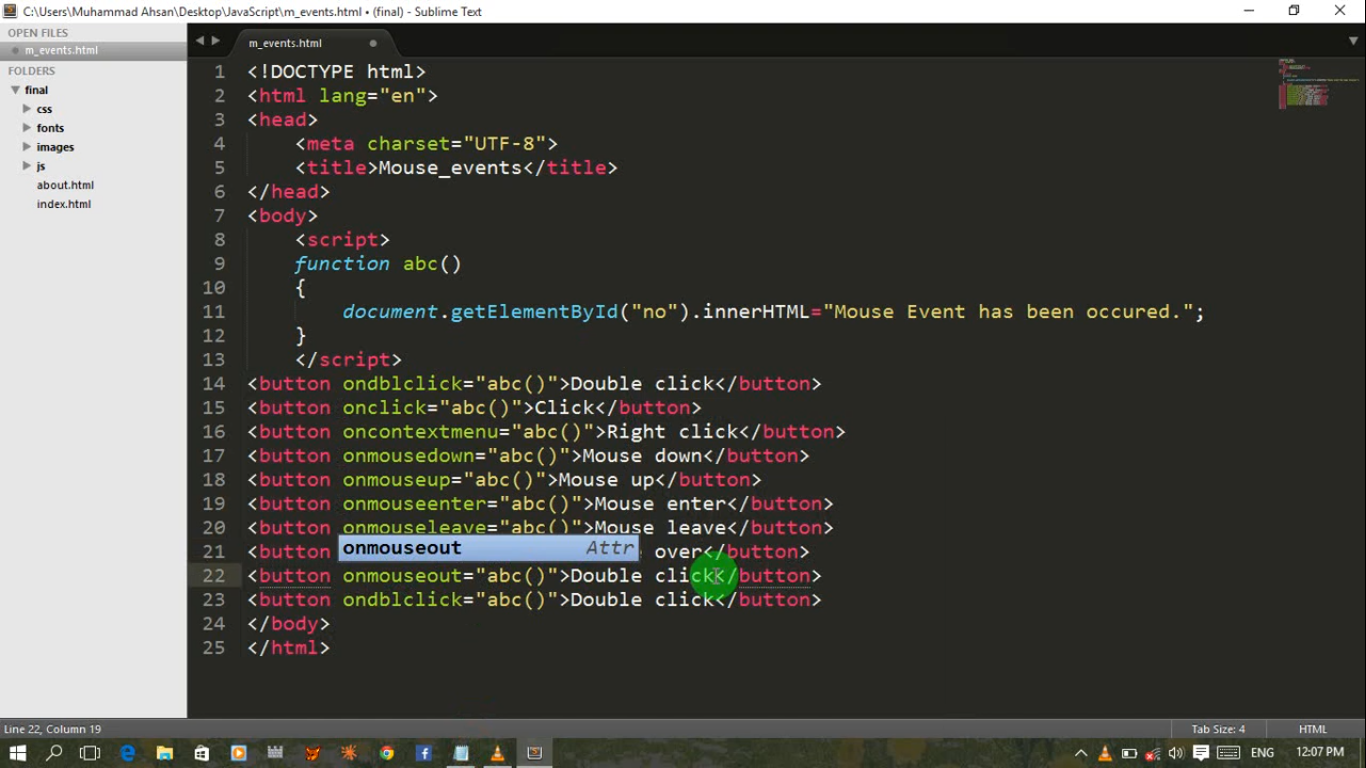 C:\Users\Muhammad Ahsan\Desktop\JavaScript\m_events.html • (final) - Sublime Text
OPEN FILES
m_events.html
FOLDERS
final
css
fonts
images
js
about.html
index.html
m_events.html
1 <!DOCTYPE html>
2 <html lang="en">
3 <head>
4 <meta charset="UTF-8">
5 <title>Mouse_events</title>
6 </head>
7 <body>
8 <script>
9 function abc()
10 {
11 document.getElementById("no").innerHTML="Mouse Event has been occured.";
12 }
13 </script>
14 <button ondblclick="abc()">Double click</button>
15 <button onclick="abc()">Click</button>
16 <button oncontextmenu="abc()">Right click</button>
17 <button onmousedown="abc()">Mouse down</button>
18 <button onmouseup="abc()">Mouse up</button>
19 <button onmouseenter="abc()">Mouse enter</button>
20 <button onmouseleave="abc()">Mouse leave</button>
21 <button onmouseout Attr over</button>
22 <button onmouseout="abc()">Double click</button>
23 <button ondblclick="abc()">Double click</button>
24 </body>
25 </html>
Line 22, Column 19
Tab Size: 4
HTML
ENG
12:07 PM